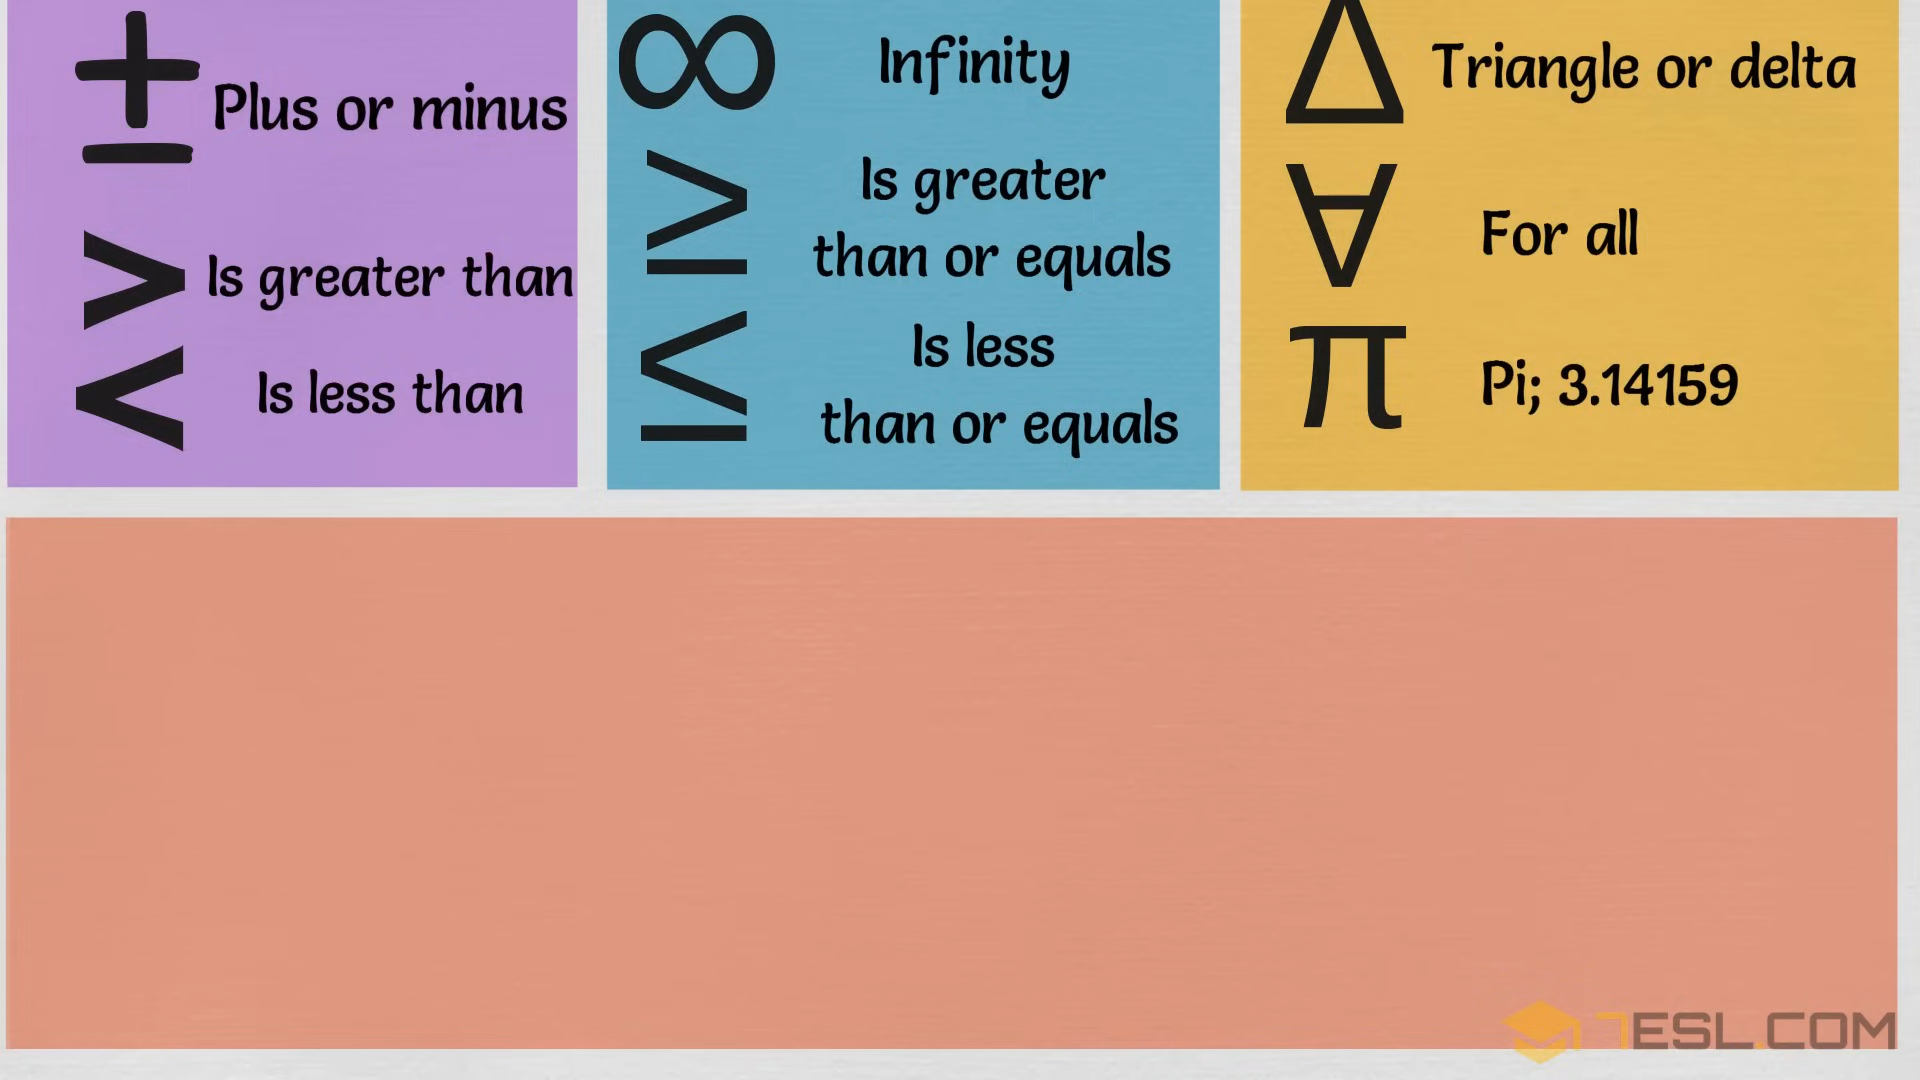 ± Plus or minus
> Is greater than
< Is less than
∞ Infinity
≥ Is greater
than or equals
≤ Is less
than or equals
Δ Triangle or delta
∀ For all
π Pi; 3.14159
7ESL.COM